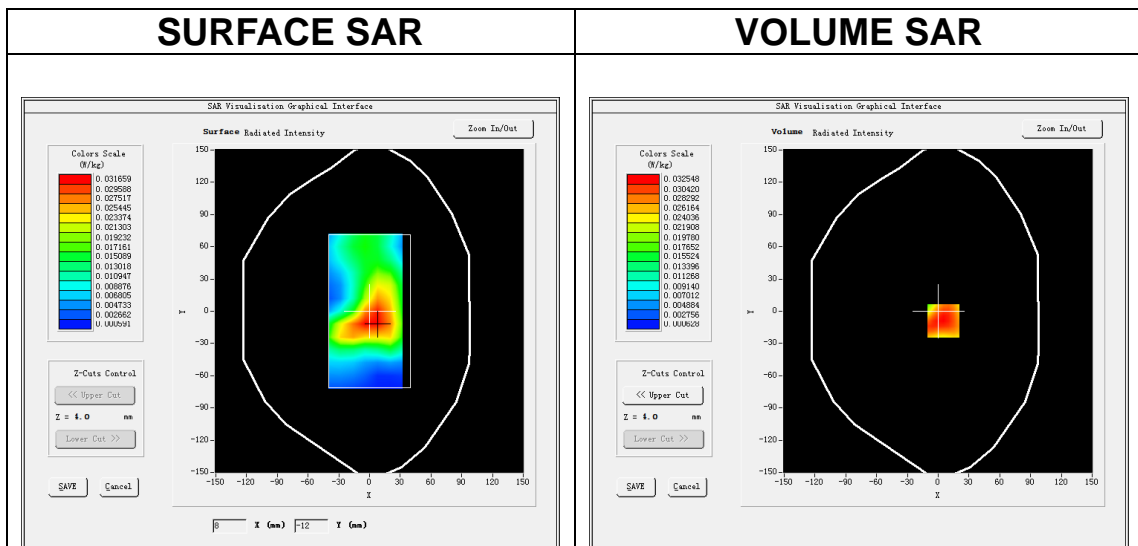 SURFACE SAR
VOLUME SAR
SAR Visualisation Graphical Interface
Surface Radiated Intensity
Zoom In/Out
Colors Scale
(W/kg)
0.031659
0.029588
0.027517
0.025445
0.023374
0.021303
0.019232
0.017161
0.015089
0.013018
0.010947
0.008876
0.006805
0.004733
0.002662
0.000591
Z-Cuts Control
<< Upper Cut
Z = 4.0 mm
Lower Cut >>
SAVE Cancel
150
120
90
60
30
0
-30
-60
-90
-120
-150
Y
-150 -120 -90 -60 -30 0 30 60 90 120 150
X
8 X (mm) -12 Y (mm)
SAR Visualisation Graphical Interface
Volume Radiated Intensity
Zoom In/Out
Colors Scale
(W/kg)
0.032548
0.030420
0.028292
0.026164
0.024036
0.021908
0.019780
0.017652
0.015524
0.013396
0.011268
0.009140
0.007012
0.004884
0.002756
0.000628
Z-Cuts Control
<< Upper Cut
Z = 4.0 mm
Lower Cut >>
SAVE Cancel
150
120
90
60
30
0
-30
-60
-90
-120
-150
Y
-150 -120 -90 -60 -30 0 30 60 90 120 150
X